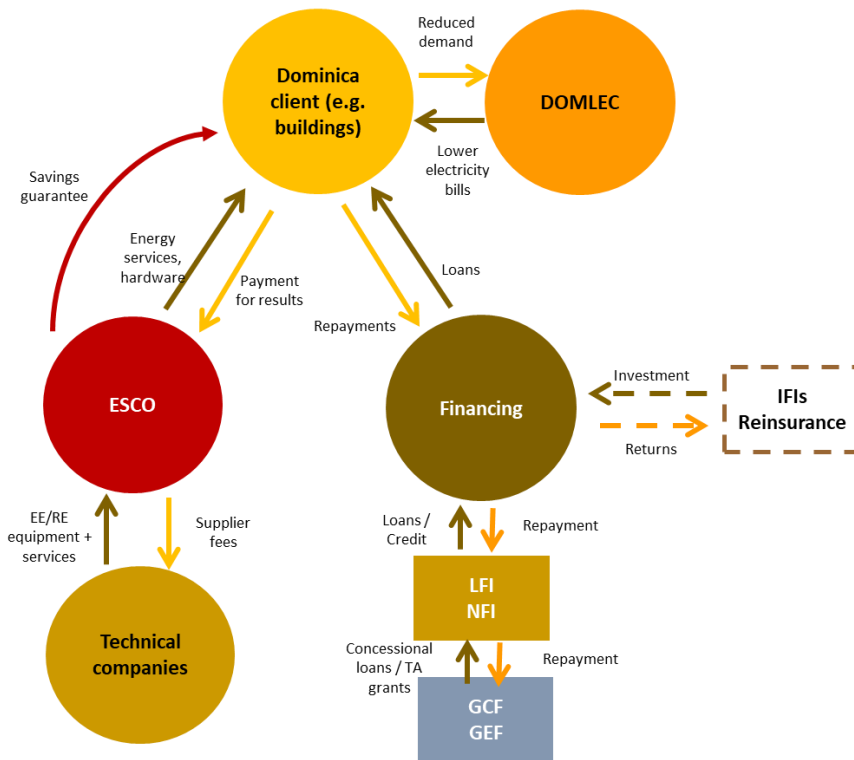 Reduced
demand
Dominica
client (e.g.
buildings)
DOMLEC
Lower
electricity
bills
Savings
guarantee
Energy
services,
hardware
Payment
for results
Loans
Repayments
ESCO
Financing
Investment
IFIs
Reinsurance
Returns
EE/RE
equipment +
services
Supplier
fees
Loans /
Credit
Repayment
LFI
NFI
Technical
companies
Concessional
loans / TA
grants
Repayment
GCF
GEF